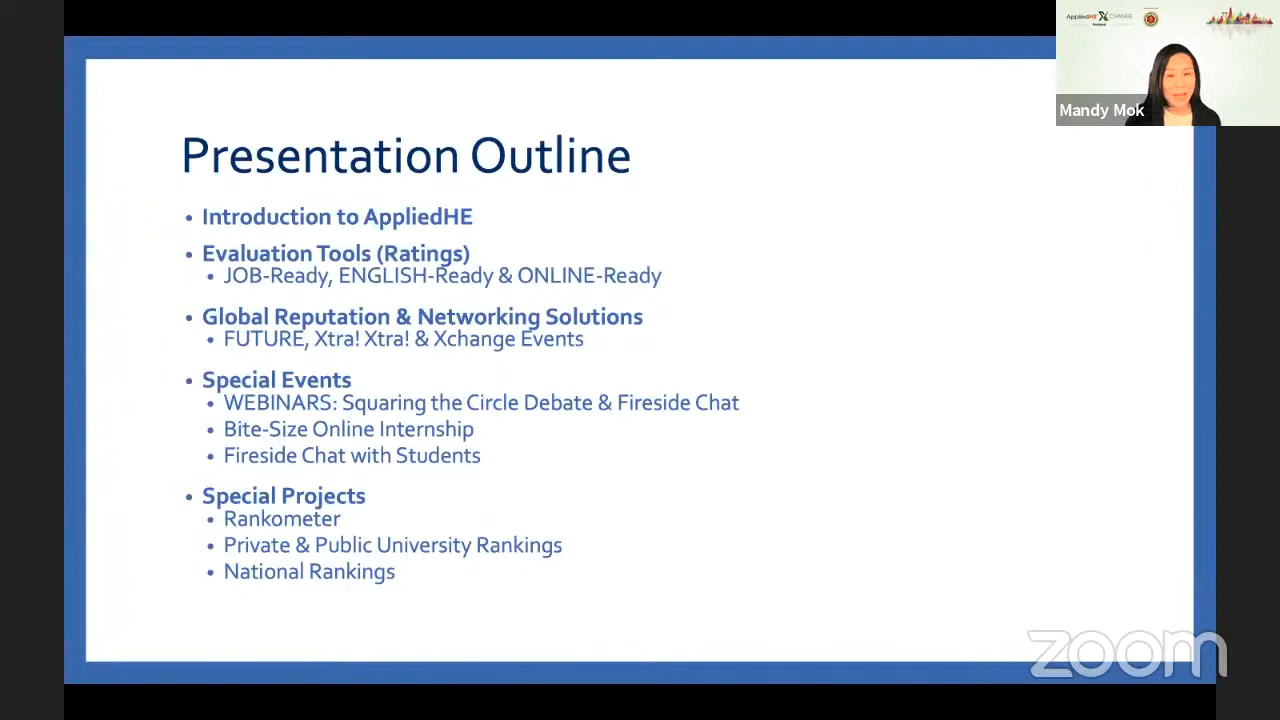 AppliedHE XCHANGE
Mandy Mok
Presentation Outline
• Introduction to AppliedHE
• Evaluation Tools (Ratings)
• JOB-Ready, ENGLISH-Ready & ONLINE-Ready
• Global Reputation & Networking Solutions
• FUTURE, Xtra! Xtra! & Xchange Events
• Special Events
• WEBINARS: Squaring the Circle Debate & Fireside Chat
• Bite-Size Online Internship
• Fireside Chat with Students
• Special Projects
• Rankometer
• Private & Public University Rankings
• National Rankings
zoom